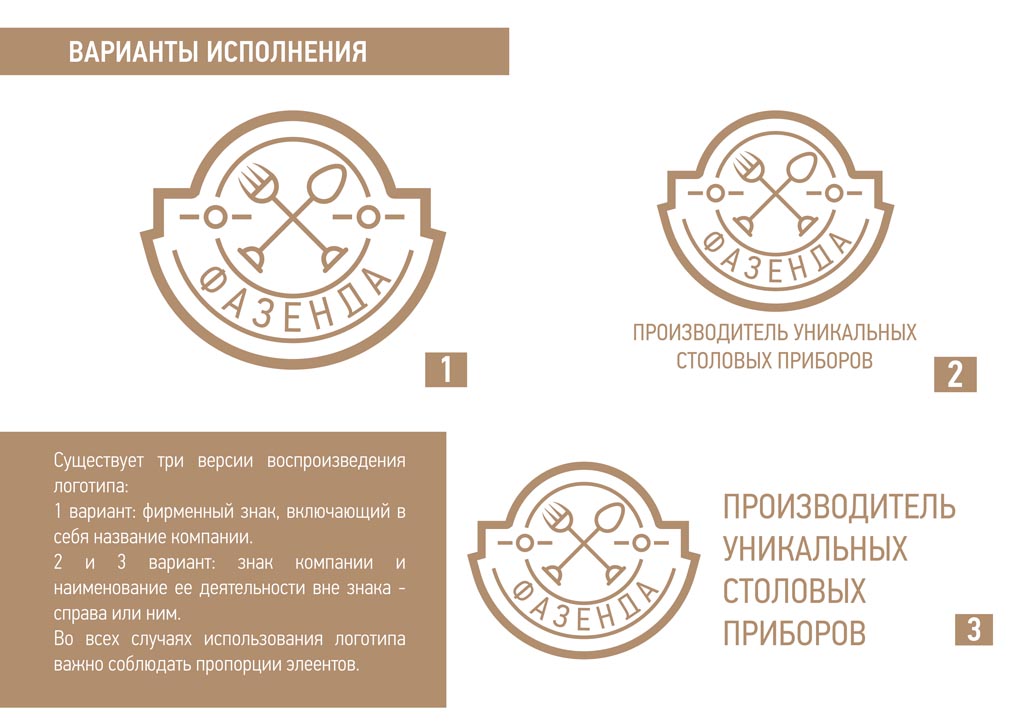 ВАРИАНТЫ ИСПОЛНЕНИЯ
ФАЗЕНДА
1
ФАЗЕНДА
ПРОИЗВОДИТЕЛЬ УНИКАЛЬНЫХ
СТОЛОВЫХ ПРИБОРОВ
2
Существует три версии воспроизведения
логотипа:
1 вариант: фирменный знак, включающий в
себя название компании.
2 и 3 вариант: знак компании и
наименование ее деятельности вне знака -
справа или ним.
Во всех случаях использования логотипа
важно соблюдать пропорции элеентов.
ФАЗЕНДА
ПРОИЗВОДИТЕЛЬ
УНИКАЛЬНЫХ
СТОЛОВЫХ
ПРИБОРОВ
3